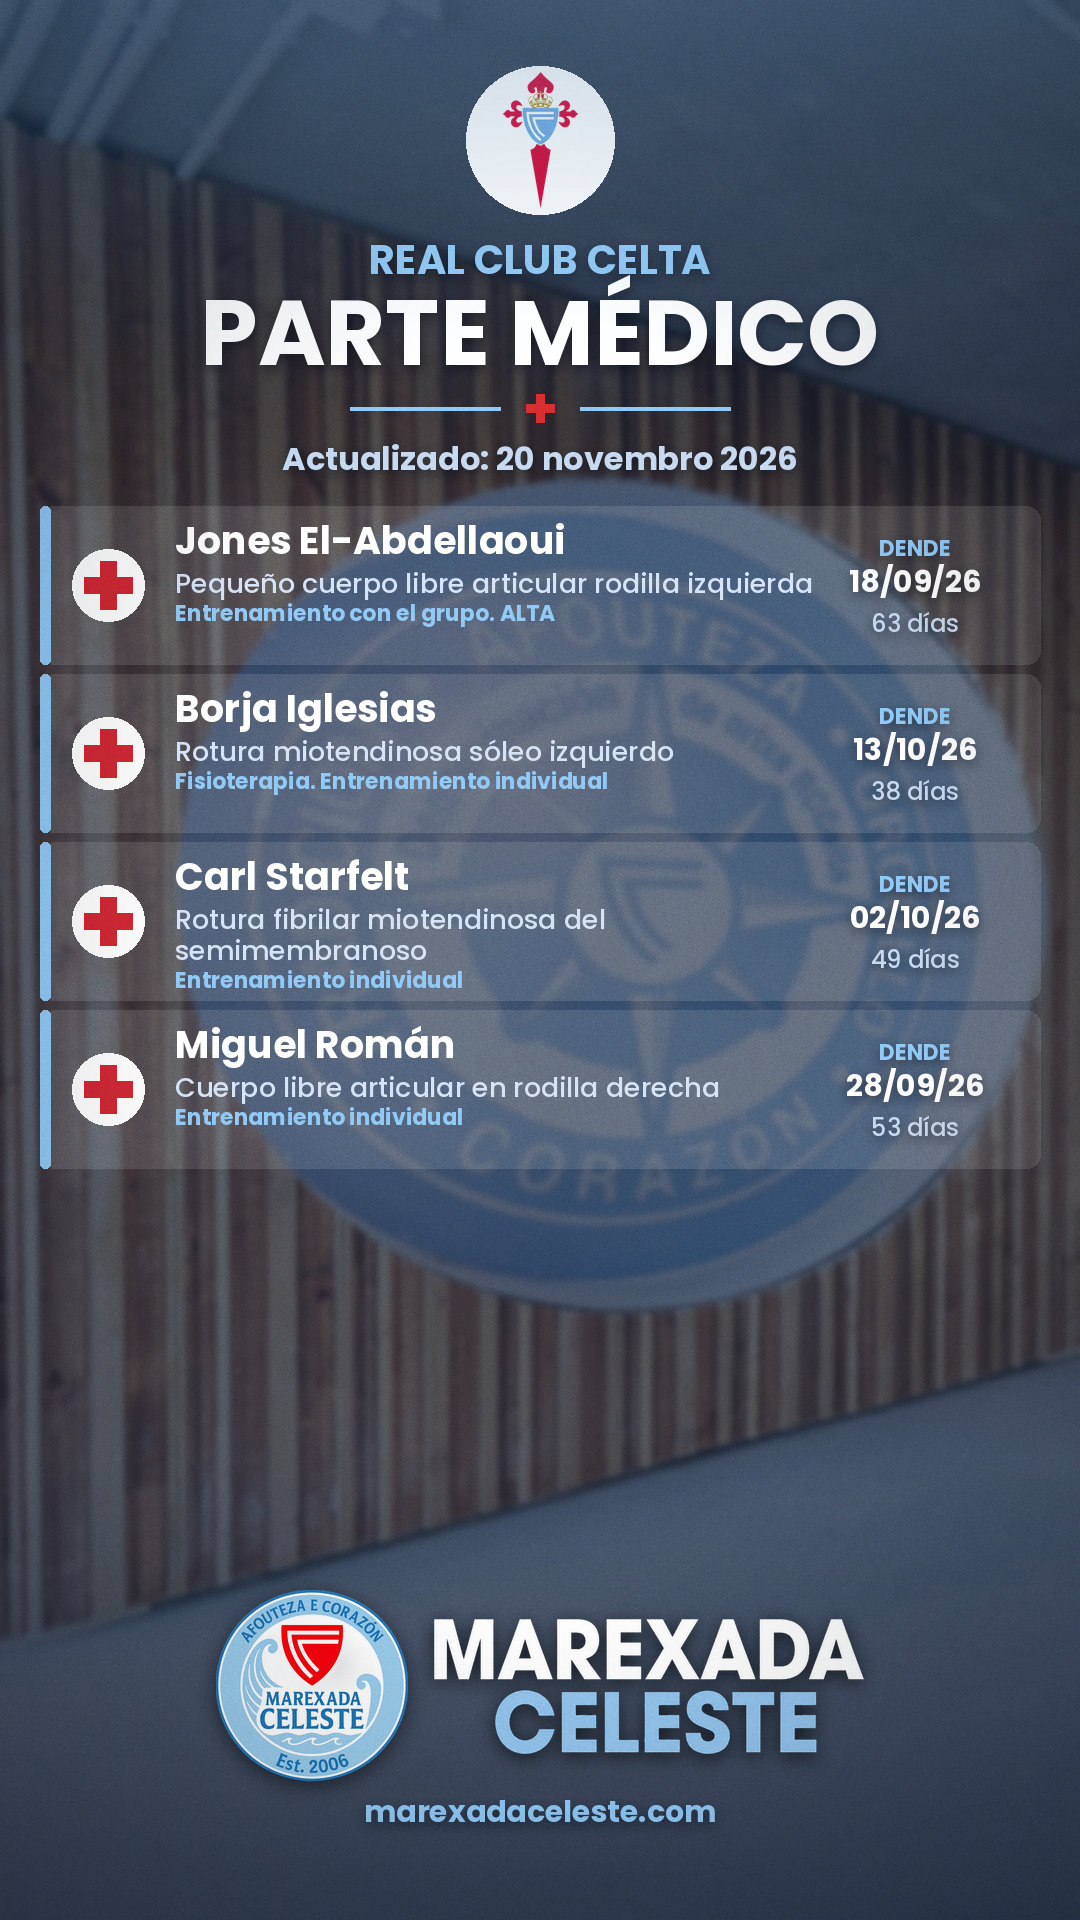 REAL CLUB CELTA
PARTE MÉDICO
Actualizado: 20 novembro 2026
Jones El-Abdellaoui
Pequeño cuerpo libre articular rodilla izquierda
Entrenamiento con el grupo. ALTA
DENDE
18/09/26
63 días
Borja Iglesias
Rotura miotendinosa sóleo izquierdo
Fisioterapia. Entrenamiento individual
DENDE
13/10/26
38 días
Carl Starfelt
Rotura fibrilar miotendinosa del
semimembranoso
Entrenamiento individual
DENDE
02/10/26
49 días
Miguel Román
Cuerpo libre articular en rodilla derecha
Entrenamiento individual
DENDE
28/09/26
53 días
AFOUTEZA
CORAZÓN
AFOUTEZA E CORAZÓN
MAREXADA
CELESTE
Est. 2006
MAREXADA
CELESTE
marexadaceleste.com